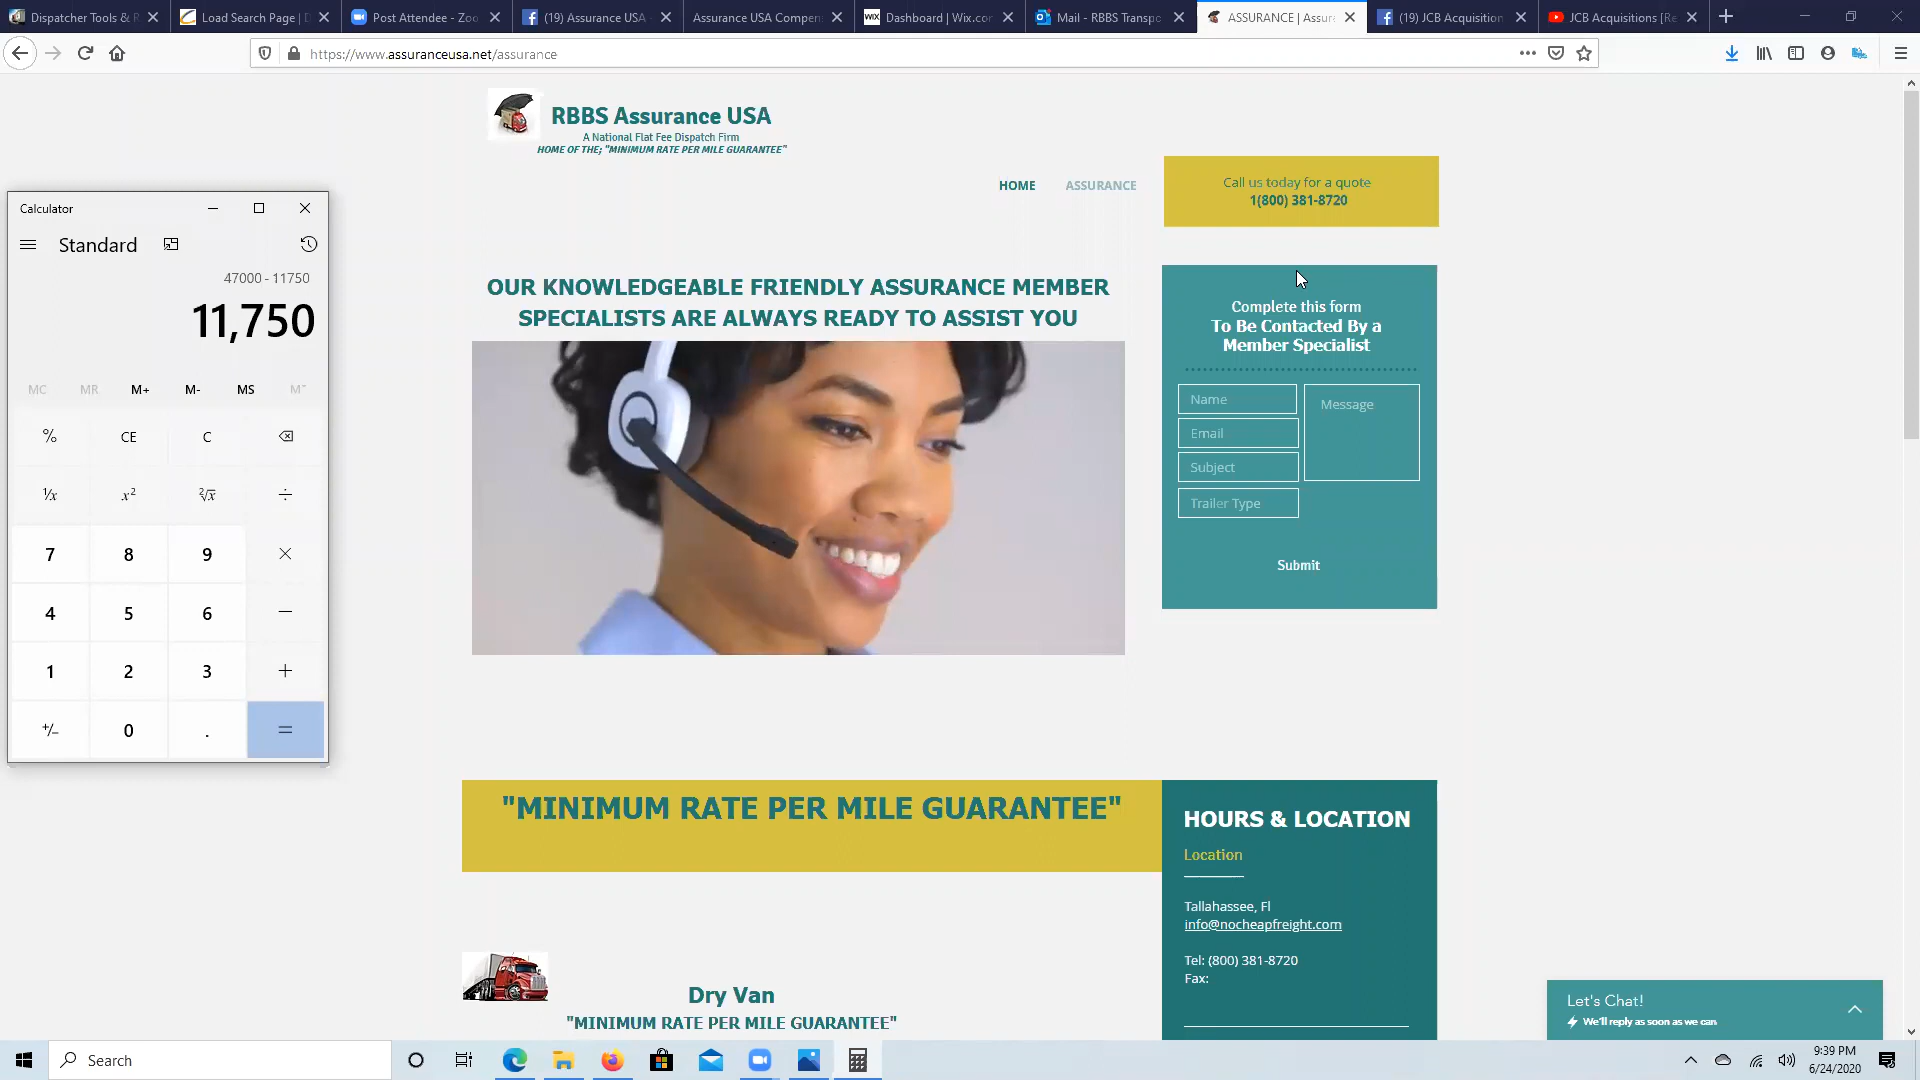 Dispatcher Tools & R
Load Search Page | D
Post Attendee - Zoo
(19) Assurance USA
Assurance USA Compen
WIX Dashboard | Wix.co
Mail - RBBS Transpo
ASSURANCE | Assur
(19) JCB Acquisition
JCB Acquisitions [Re
https://www.assuranceusa.net/assurance
RBBS Assurance USA
A National Flat Fee Dispatch Firm
HOME OF THE; "MINIMUM RATE PER MILE GUARANTEE"
HOME
ASSURANCE
Call us today for a quote
1(800) 381-8720
Calculator
Standard
47000 - 11750
11,750
MC MR M+ M- MS M˅
% CE C
¹/x x² ²√x ÷
7 8 9 ×
4 5 6 −
1 2 3 +
+/− 0 . =
OUR KNOWLEDGEABLE FRIENDLY ASSURANCE MEMBER
SPECIALISTS ARE ALWAYS READY TO ASSIST YOU
Complete this form
To Be Contacted By a
Member Specialist
Name
Message
Email
Subject
Trailer Type
Submit
"MINIMUM RATE PER MILE GUARANTEE"
HOURS & LOCATION
Location
Tallahassee, Fl
info@nocheapfreight.com
Tel: (800) 381-8720
Fax:
Dry Van
"MINIMUM RATE PER MILE GUARANTEE"
Let's Chat!
We'll reply as soon as we can
Search
9:39 PM
6/24/2020